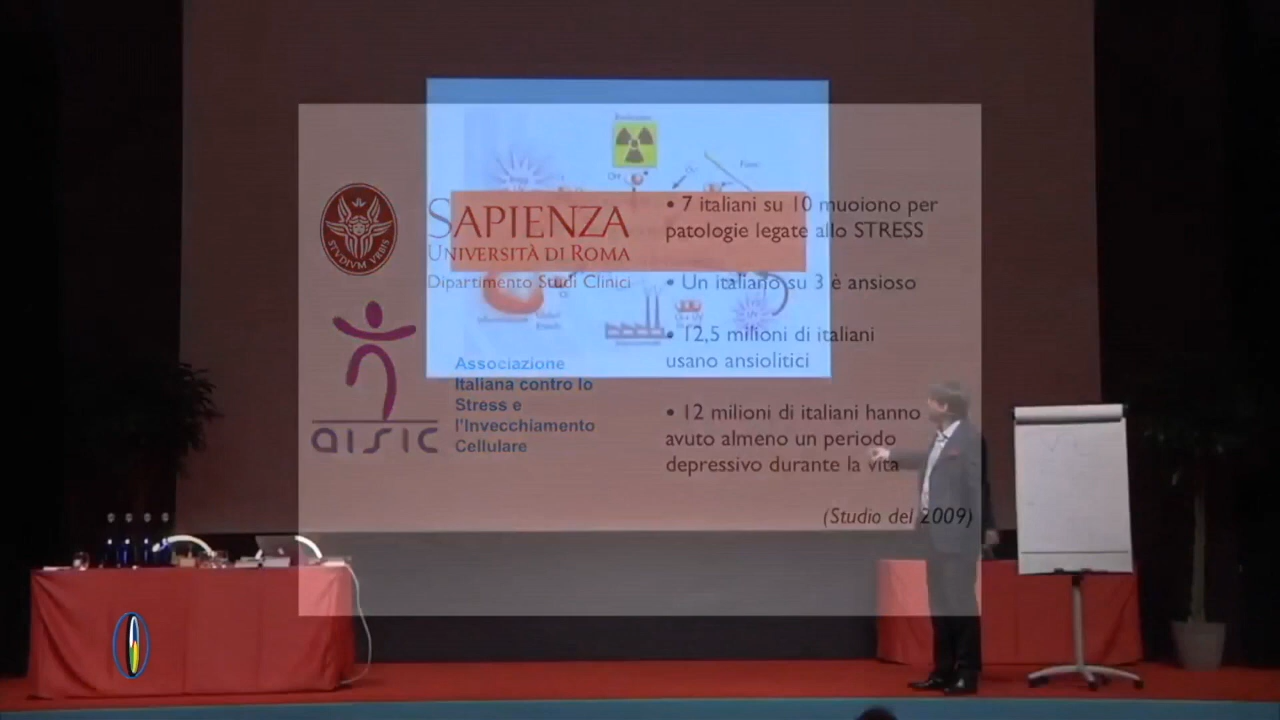 STVDIVM VRBIS
SAPIENZA
UNIVERSITÀ DI ROMA
Dipartimento Studi Clinici
aisic
Associazione
Italiana contro lo
Stress e
l'Invecchiamento
Cellulare
• 7 italiani su 10 muoiono per
patologie legate allo STRESS
• Un italiano su 3 è ansioso
• 12,5 milioni di italiani
usano ansiolitici
• 12 milioni di italiani hanno
avuto almeno un periodo
depressivo durante la vita
(Studio del 2009)